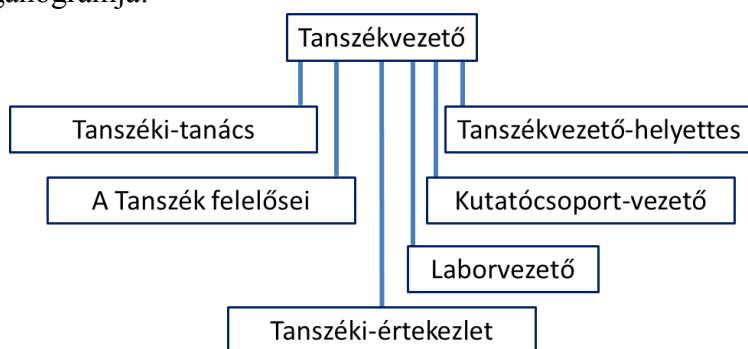 Tanszékvezető
Tanszéki-tanács
Tanszékvezető-helyettes
A Tanszék felelősei
Kutatócsoport-vezető
Laborvezető
Tanszéki-értekezlet